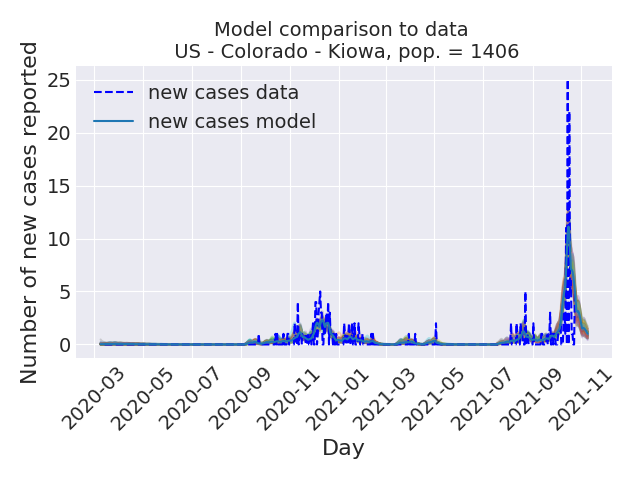 Model comparison to data
US - Colorado - Kiowa, pop. = 1406
Number of new cases reported
25
20
15
10
5
0
new cases data
new cases model
2020-03
2020-05
2020-07
2020-09
2020-11
2021-01
2021-03
2021-05
2021-07
2021-09
2021-11
Day